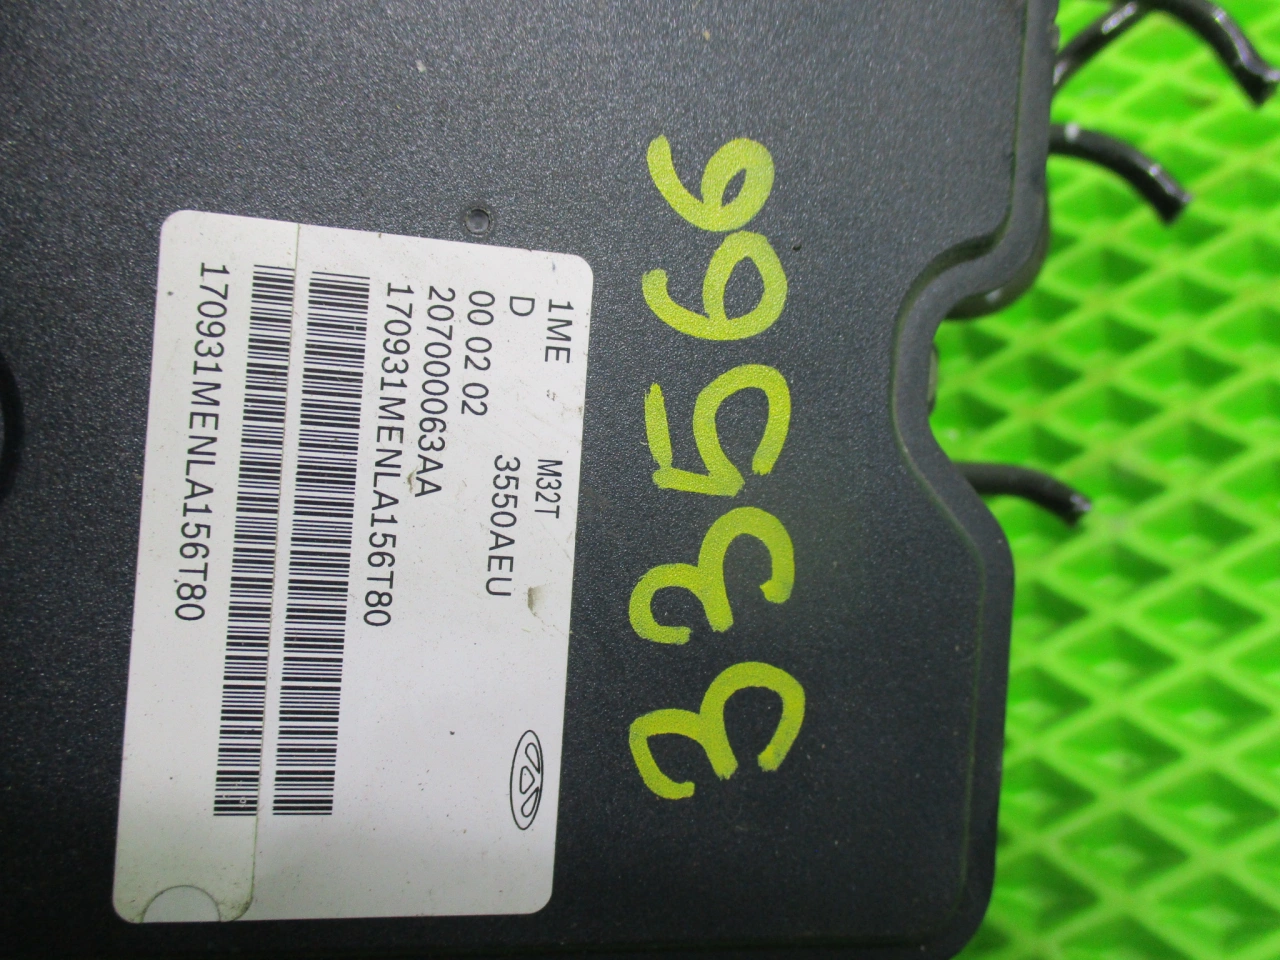 33566
1ME M32T
D 3550AEU
00 02 02
2070000063AA
170931MENLA156T80
170931MENLA156T80